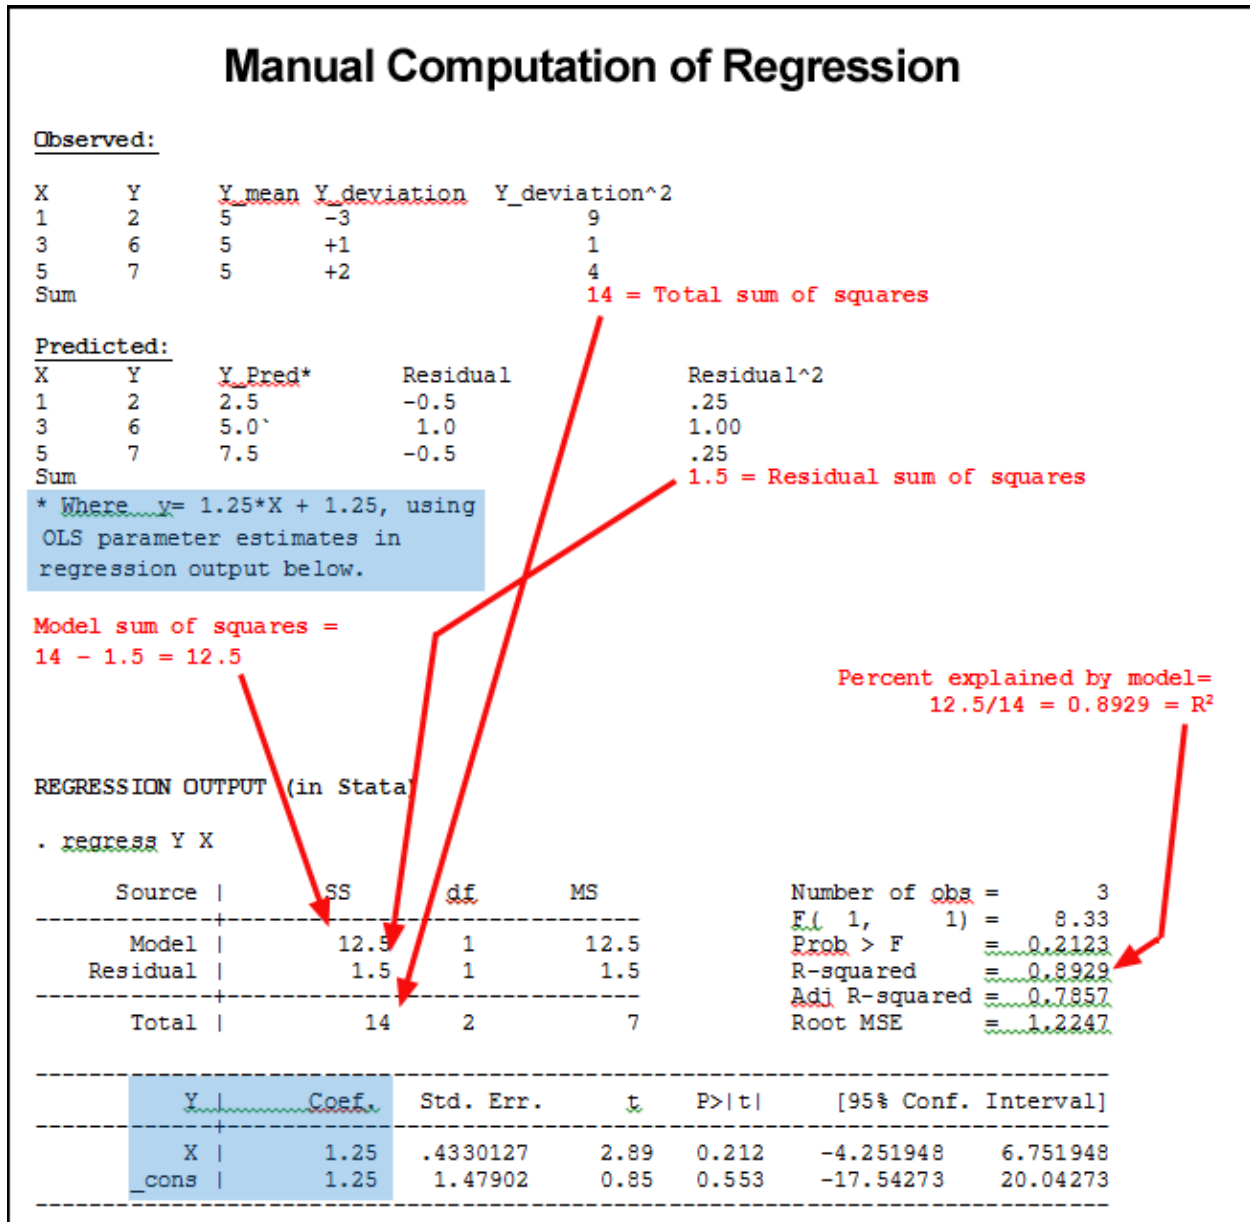 Manual Computation of Regression
Observed:
X Y Y_mean Y_deviation Y_deviation^2
1 2 5 -3 9
3 6 5 +1 1
5 7 5 +2 4
Sum 14 = Total sum of squares
Predicted:
X Y Y_Pred* Residual Residual^2
1 2 2.5 -0.5 .25
3 6 5.0` 1.0 1.00
5 7 7.5 -0.5 .25
Sum 1.5 = Residual sum of squares
* Where y= 1.25*X + 1.25, using
OLS parameter estimates in
regression output below.
Model sum of squares =
14 - 1.5 = 12.5
Percent explained by model=
12.5/14 = 0.8929 = R²
REGRESSION OUTPUT (in Stata)
. regress Y X
Source | SS df MS Number of obs = 3
-------------+------------------------------ F( 1, 1) = 8.33
Model | 12.5 1 12.5 Prob > F = 0.2123
Residual | 1.5 1 1.5 R-squared = 0.8929
-------------+------------------------------ Adj R-squared = 0.7857
Total | 14 2 7 Root MSE = 1.2247
------------------------------------------------------------------------------
Y | Coef. Std. Err. t P>|t| [95% Conf. Interval]
-------------+----------------------------------------------------------------
X | 1.25 .4330127 2.89 0.212 -4.251948 6.751948
_cons | 1.25 1.47902 0.85 0.553 -17.54273 20.04273
------------------------------------------------------------------------------